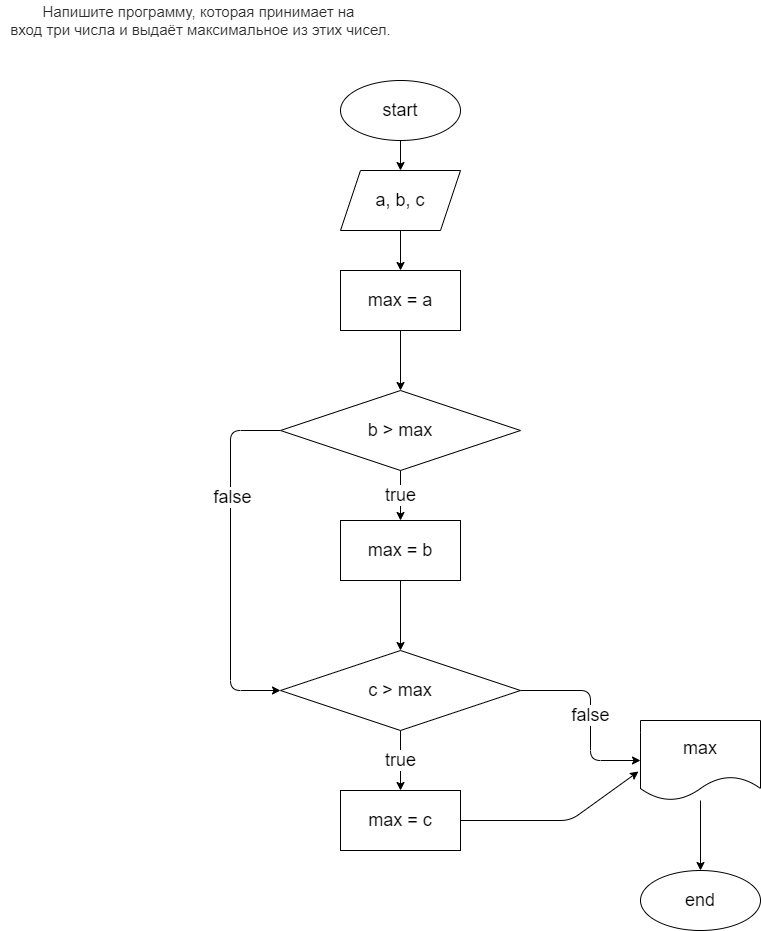 Напишите программу, которая принимает на
вход три числа и выдаёт максимальное из этих чисел.
start
a, b, c
max = a
b > max
false
true
max = b
c > max
false
true
max
max = c
end